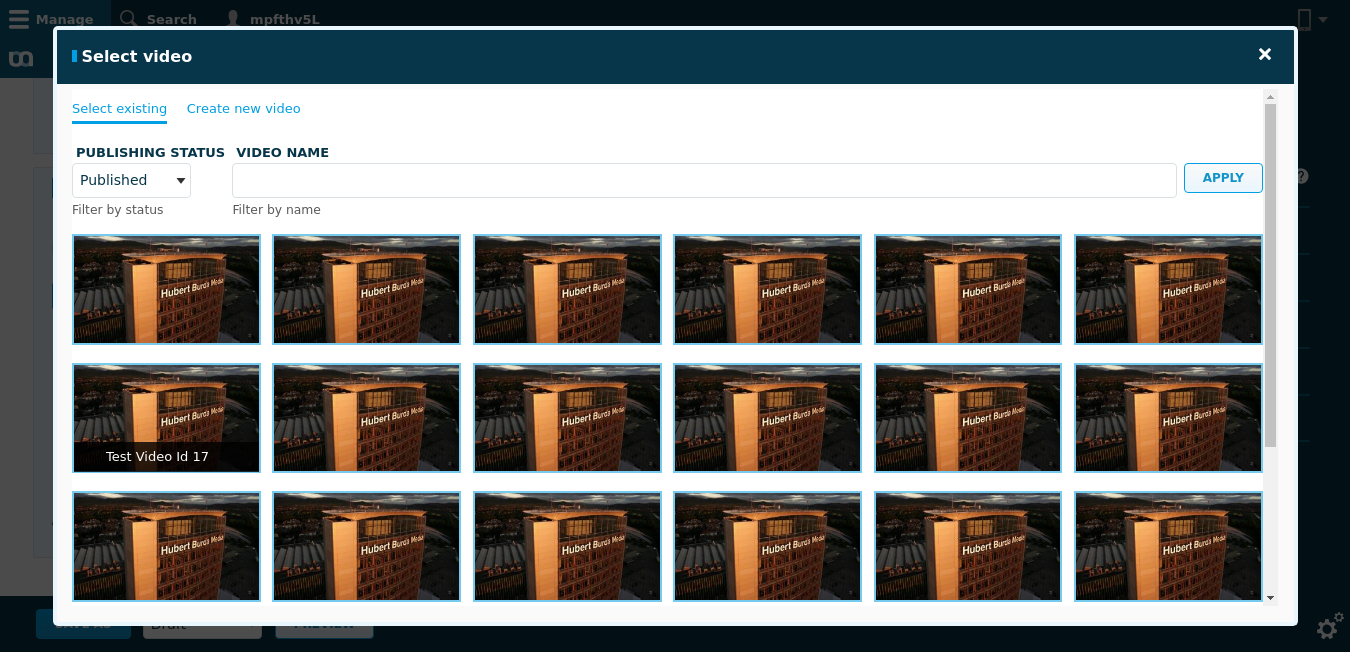 Manage Search mpfthv5L
Select video
Select existing Create new video
PUBLISHING STATUS VIDEO NAME
Published
APPLY
Filter by status Filter by name
Hubert Burda Media Hubert Burda Media Hubert Burda Media Hubert Burda Media Hubert Burda Media Hubert Burda Media
Hubert Burda Media Hubert Burda Media Hubert Burda Media Hubert Burda Media Hubert Burda Media Hubert Burda Media
Test Video Id 17
Hubert Burda Media Hubert Burda Media Hubert Burda Media Hubert Burda Media Hubert Burda Media Hubert Burda Media
Draft PREVIEW